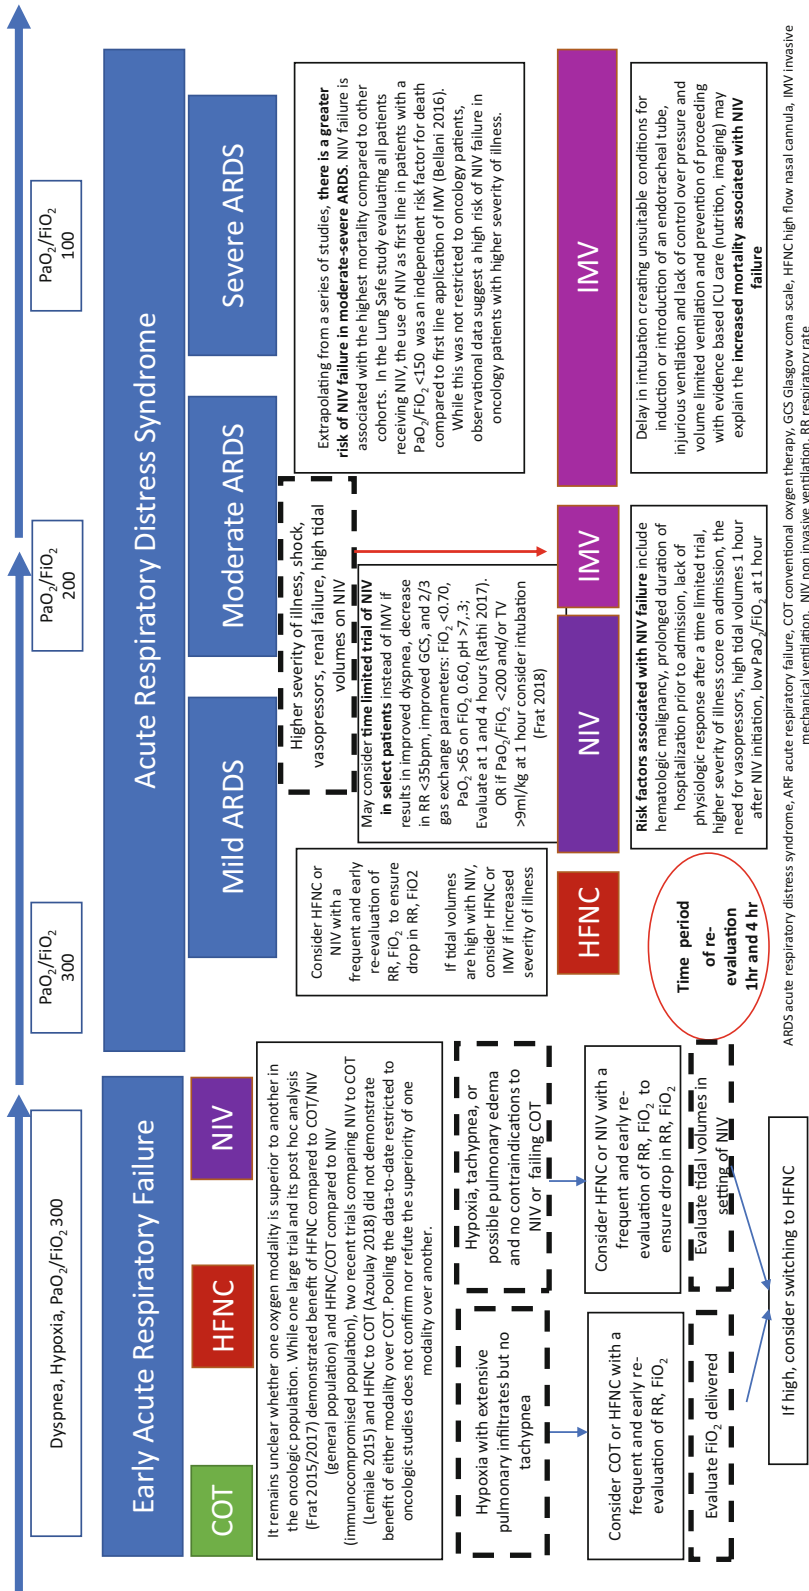 Dyspnea, Hypoxia, PaO₂/FiO₂ 300
PaO₂/FiO₂
300
PaO₂/FiO₂
200
PaO₂/FiO₂
100
Early Acute Respiratory Failure
Acute Respiratory Distress Syndrome
COT
HFNC
NIV
Mild ARDS
Moderate ARDS
Severe ARDS
It remains unclear whether one oxygen modality is superior to another in
the oncologic population. While one large trial and its post hoc analysis
(Frat 2015/2017) demonstrated benefit of HFNC compared to COT/NIV
(general population) and HFNC/COT compared to NIV
(immunocompromised population), two recent trials comparing NIV to COT
(Lemiale 2015) and HFNC to COT (Azoulay 2018) did not demonstrate
benefit of either modality over COT. Pooling the data-to-date restricted to
oncologic studies does not confirm nor refute the superiority of one
modality over another.
Hypoxia with extensive
pulmonary infiltrates but no
tachypnea
Hypoxia, tachypnea, or
possible pulmonary edema
and no contraindications to
NIV or failing COT
Consider COT or HFNC with a
frequent and early re-
evaluation of RR, FiO₂
Consider HFNC or NIV with a
frequent and early re-
evaluation of RR, FiO₂ to
ensure drop in RR, FiO₂
Evaluate FiO₂ delivered
Evaluate tidal volumes in
setting of NIV
If high, consider switching to HFNC
Consider HFNC or
NIV with a
frequent and early
re-evaluation of
RR, FiO₂ to ensure
drop in RR, FiO2
If tidal volumes
are high with NIV,
consider HFNC or
IMV if increased
severity of illness
Higher severity of illness, shock,
vasopressors, renal failure, high tidal
volumes on NIV
May consider time limited trial of NIV
in select patients instead of IMV if
results in improved dyspnea, decrease
in RR <35bpm, improved GCS, and 2/3
gas exchange parameters: FiO₂ <0.70,
PaO₂ >65 on FiO₂ 0.60, pH >7,.3;
Evaluate at 1 and 4 hours (Rathi 2017).
OR if PaO₂/FiO₂ <200 and/or TV
>9ml/kg at 1 hour consider intubation
(Frat 2018)
Extrapolating from a series of studies, there is a greater
risk of NIV failure in moderate-severe ARDS. NIV failure is
associated with the highest mortality compared to other
cohorts. In the Lung Safe study evaluating all patients
receiving NIV, the use of NIV as first line in patients with a
PaO₂/FiO₂ <150 was an independent risk factor for death
compared to first line application of IMV (Bellani 2016).
While this was not restricted to oncology patients,
observational data suggest a high risk of NIV failure in
oncology patients with higher severity of illness.
HFNC
NIV
IMV
IMV
Time period
of re-
evaluation
1hr and 4 hr
Risk factors associated with NIV failure include
hematologic malignancy, prolonged duration of
hospitalization prior to admission, lack of
physiologic response after a time limited trial,
higher severity of illness score on admission, the
need for vasopressors, high tidal volumes 1 hour
after NIV initiation, low PaO₂/FiO₂ at 1 hour
Delay in intubation creating unsuitable conditions for
induction or introduction of an endotracheal tube,
injurious ventilation and lack of control over pressure and
volume limited ventilation and prevention of proceeding
with evidence based ICU care (nutrition, imaging) may
explain the increased mortality associated with NIV
failure
ARDS acute respiratory distress syndrome, ARF acute respiratory failure, COT conventional oxygen therapy, GCS Glasgow coma scale, HFNC high flow nasal cannula, IMV invasive
mechanical ventilation, NIV non invasive ventilation, RR respiratory rate